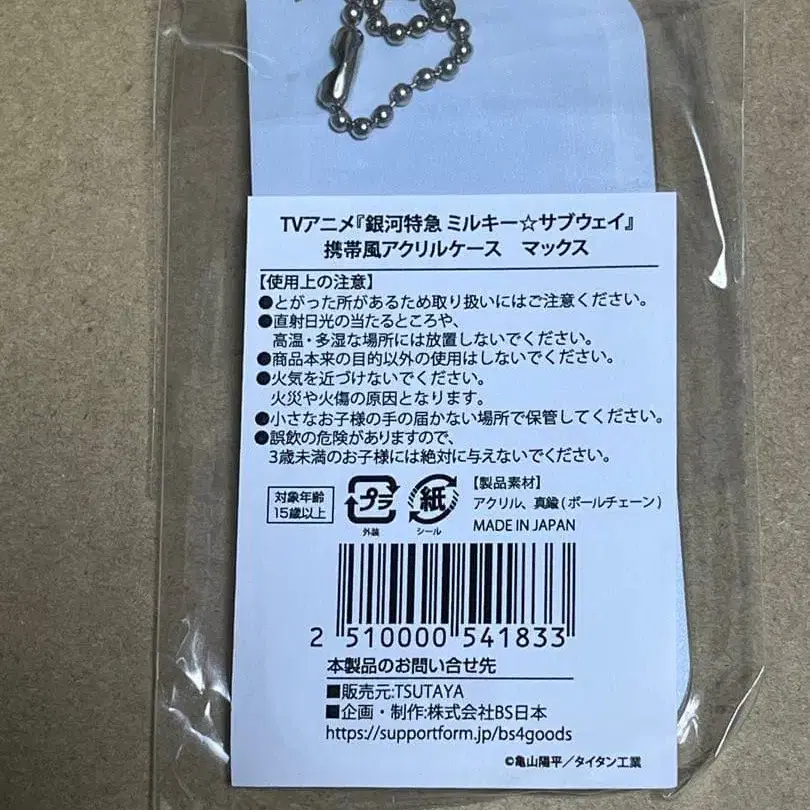 TVアニメ『銀河特急 ミルキー☆サブウェイ』
携帯風アクリルケース マックス
【使用上の注意】
●とがった所があるため取り扱いにはご注意ください。
●直射日光の当たるところや、
高温・多湿な場所には放置しないでください。
●商品本来の目的以外の使用はしないでください。
●火気を近づけないでください。
火災や火傷の原因となります。
●小さなお子様の手の届かない場所で保管してください。
●誤飲の危険がありますので、
3歳未満のお子様には絶対に与えないでください。
対象年齢
15歳以上
プラ
外装
紙
シール
【製品素材】
アクリル、真鍮(ボールチェーン)
MADE IN JAPAN
2 510000 541833
本製品のお問い合せ先
■販売元:TSUTAYA
■企画・制作:株式会社BS日本
https://supportform.jp/bs4goods
©亀山陽平/タイタン工業